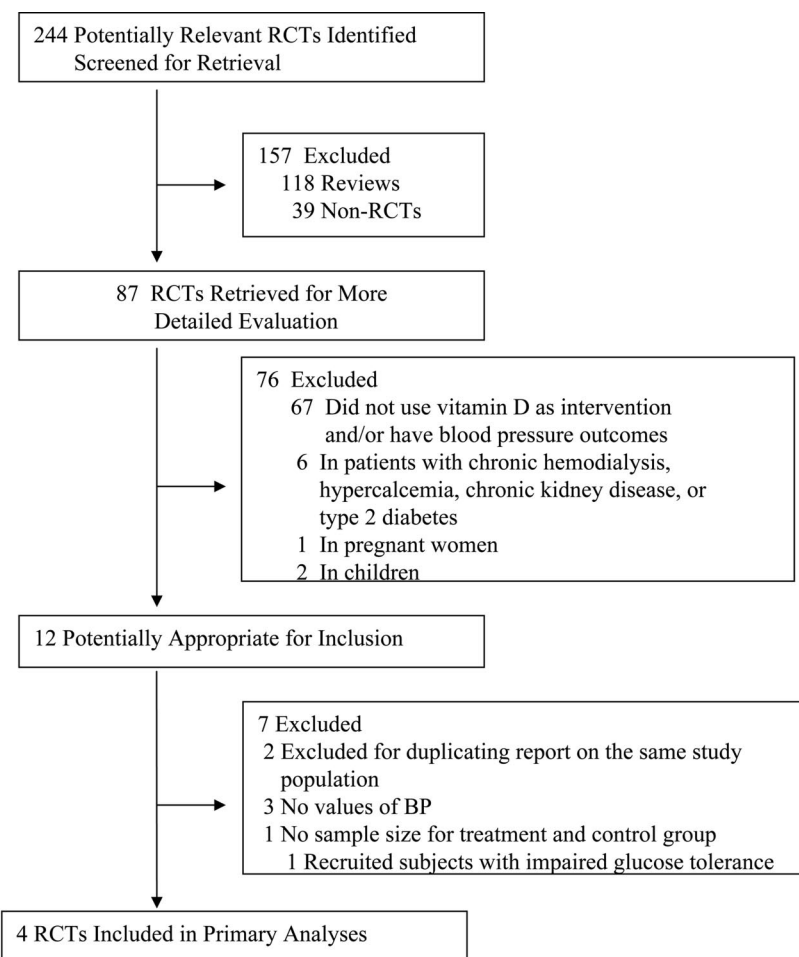 244 Potentially Relevant RCTs Identified
Screened for Retrieval
157 Excluded
118 Reviews
39 Non-RCTs
87 RCTs Retrieved for More
Detailed Evaluation
76 Excluded
67 Did not use vitamin D as intervention
and/or have blood pressure outcomes
6 In patients with chronic hemodialysis,
hypercalcemia, chronic kidney disease, or
type 2 diabetes
1 In pregnant women
2 In children
12 Potentially Appropriate for Inclusion
7 Excluded
2 Excluded for duplicating report on the same study
population
3 No values of BP
1 No sample size for treatment and control group
1 Recruited subjects with impaired glucose tolerance
4 RCTs Included in Primary Analyses